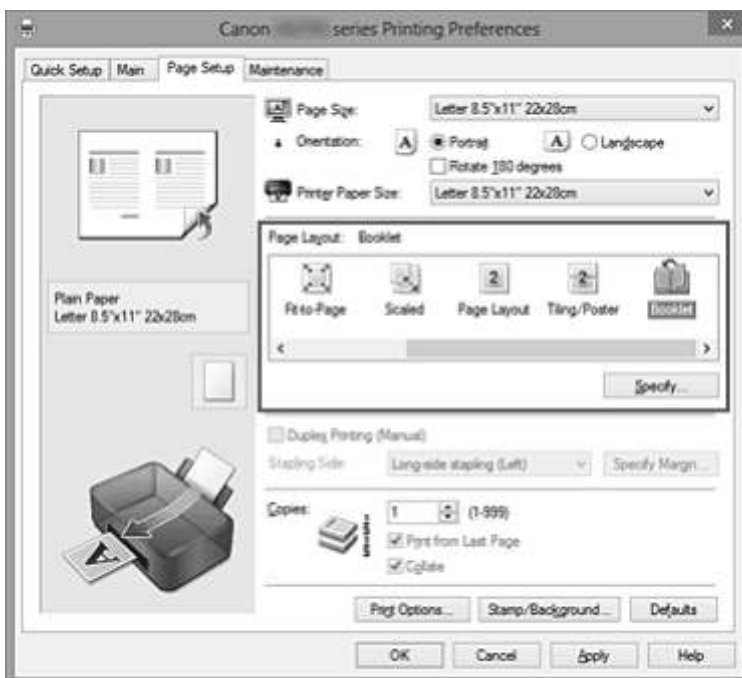 Canon series Printing Preferences
Quick Setup Main Page Setup Maintenance
Page Size: Letter 8.5"x11" 22x28cm
Orientation: A Portrait A Landscape
Rotate 180 degrees
Printer Paper Size: Letter 8.5"x11" 22x28cm
Page Layout: Booklet
Fit-to-Page Scaled Page Layout Tiling/Poster Booklet
Specify...
Plain Paper
Letter 8.5"x11" 22x28cm
Duplex Printing (Manual)
Stapling Side: Long-side stapling (Left) Specify Margin...
Copies: 1 (1-999)
Print from Last Page
Collate
Print Options... Stamp/Background... Defaults
OK Cancel Apply Help